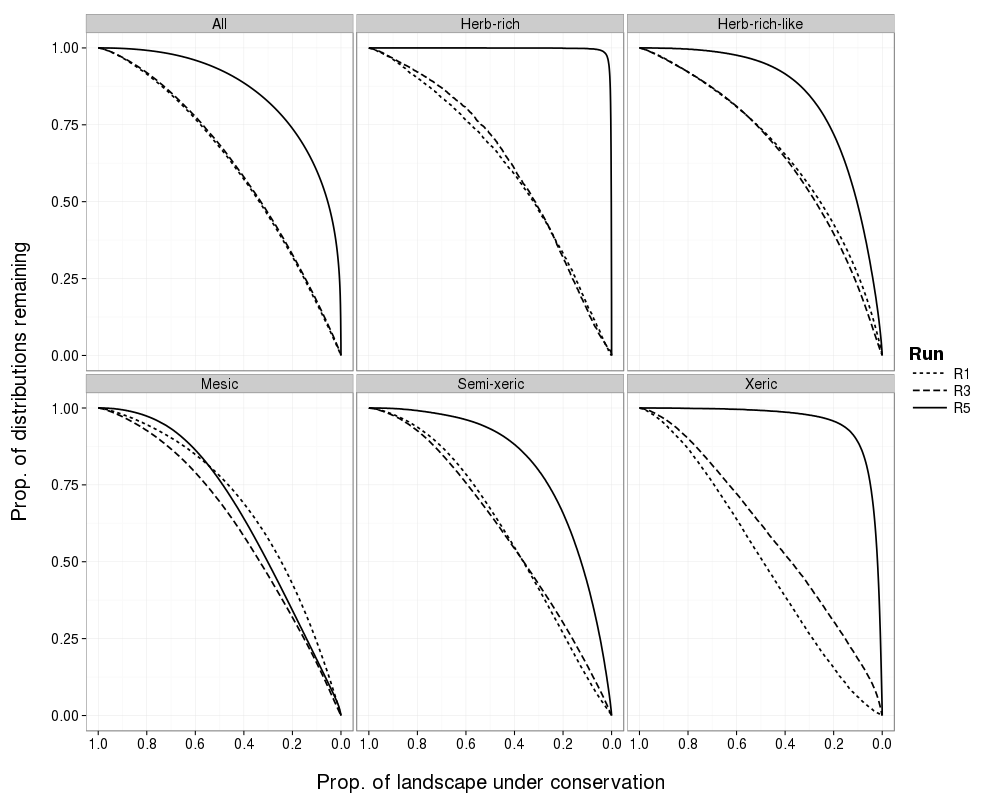 All Herb-rich Herb-rich-like
1.00
0.75
0.50
0.25
0.00
Prop. of distributions remaining
Mesic Semi-xeric Xeric
1.00
0.75
0.50
0.25
0.00
1.0 0.8 0.6 0.4 0.2 0.0 1.0 0.8 0.6 0.4 0.2 0.0 1.0 0.8 0.6 0.4 0.2 0.0
Prop. of landscape under conservation
Run
R1
R3
R5